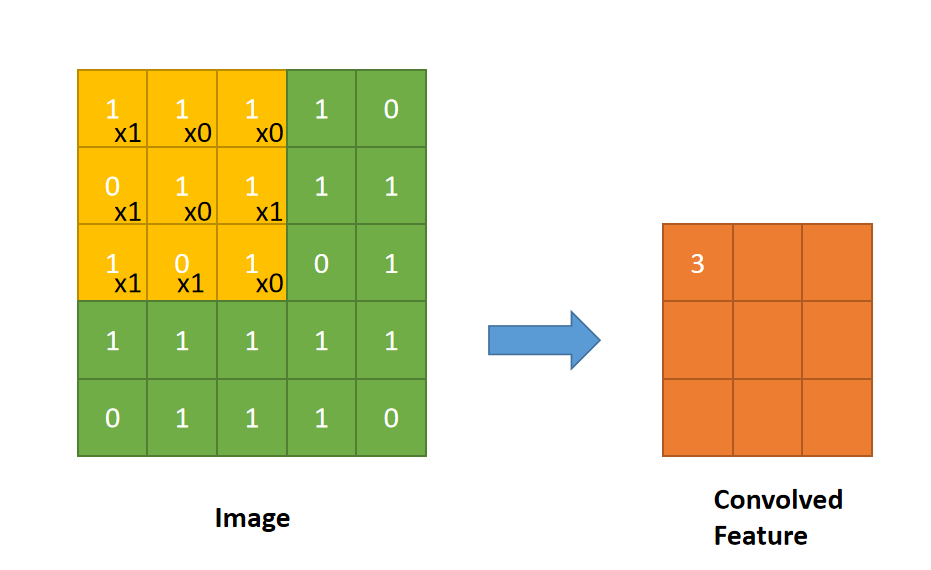 1 1 1 1 0
x1 x0 x0
0 1 1 1 1
x1 x0 x1
1 0 1 0 1
x1 x1 x0
1 1 1 1 1
0 1 1 1 0
3
Image
Convolved
Feature